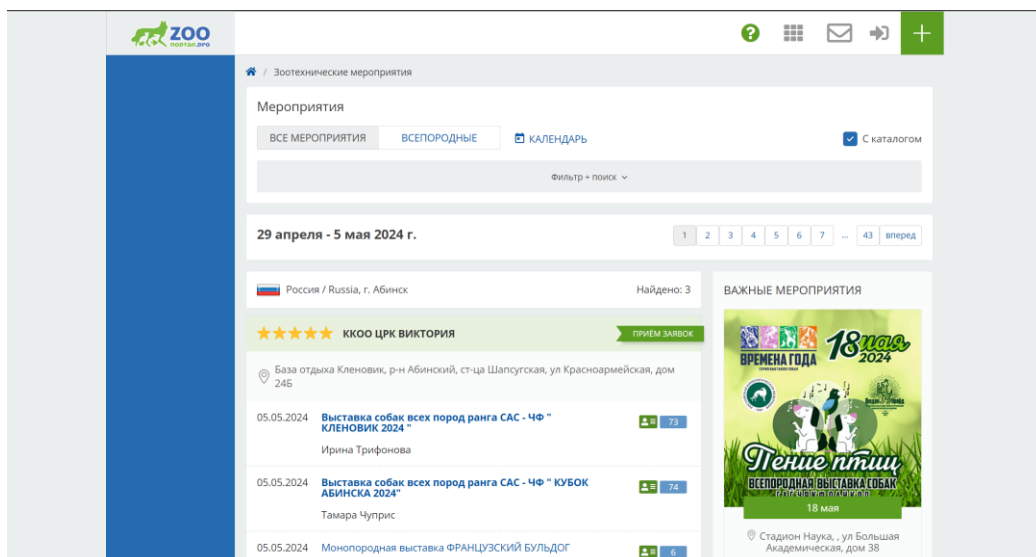 ZOO
портал.pro
Зоотехнические мероприятия
Мероприятия
ВСЕ МЕРОПРИЯТИЯ ВСЕПОРОДНЫЕ КАЛЕНДАРЬ С каталогом
Фильтр + поиск
29 апреля - 5 мая 2024 г. 1 2 3 4 5 6 7 ... 43 вперед
Россия / Russia, г. Абинск Найдено: 3
ККОО ЦРК ВИКТОРИЯ ПРИЁМ ЗАЯВОК
База отдыха Кленовик, р-н Абинский, ст-ца Шапсугская, ул Красноармейская, дом
24Б
05.05.2024 Выставка собак всех пород ранга САС - ЧФ " 73
КЛЕНОВИК 2024 "
Ирина Трифонова
05.05.2024 Выставка собак всех пород ранга САС - ЧФ " КУБОК 74
АБИНСКА 2024"
Тамара Чуприс
05.05.2024 Монопородная выставка ФРАНЦУЗСКИЙ БУЛЬДОГ 6
ВАЖНЫЕ МЕРОПРИЯТИЯ
ВРЕМЕНА ГОДА
18 мая
2024
Пение птиц
ВСЕПОРОДНАЯ ВЫСТАВКА СОБАК
18 мая
Стадион Наука, , ул Большая
Академическая, дом 38